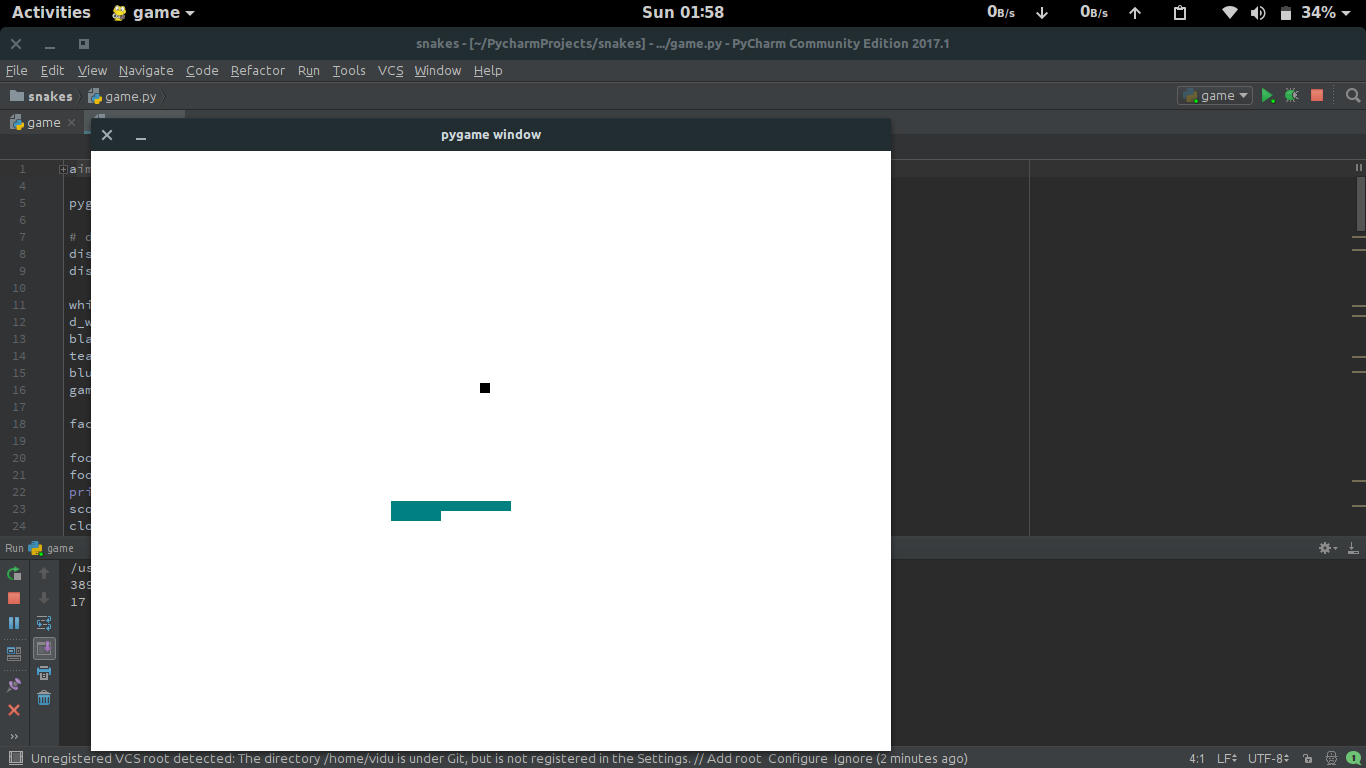 Activities game Sun 01:58 0B/s 0B/s 34%
snakes - [~/PycharmProjects/snakes] - .../game.py - PyCharm Community Edition 2017.1
File Edit View Navigate Code Refactor Run Tools VCS Window Help
snakes game.py game
game
pygame window
1 aim
4
5 pyg
6
7 # d
8 dis
9 dis
10
11 whi
12 d_w
13 bla
14 tea
15 blu
16 gam
17
18 fac
19
20 foo
21 foo
22 pri
23 sco
24 clo
Run game
/us
389
17
Unregistered VCS root detected: The directory /home/vidu is under Git, but is not registered in the Settings. // Add root Configure Ignore (2 minutes ago) 4:1 LF UTF-8 1